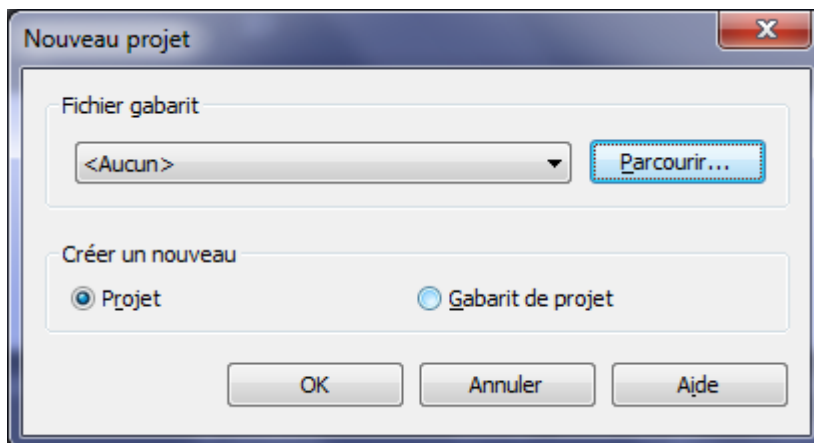 Nouveau projet
Fichier gabarit
<Aucun>
Parcourir...
Créer un nouveau
Projet
Gabarit de projet
OK
Annuler
Aide